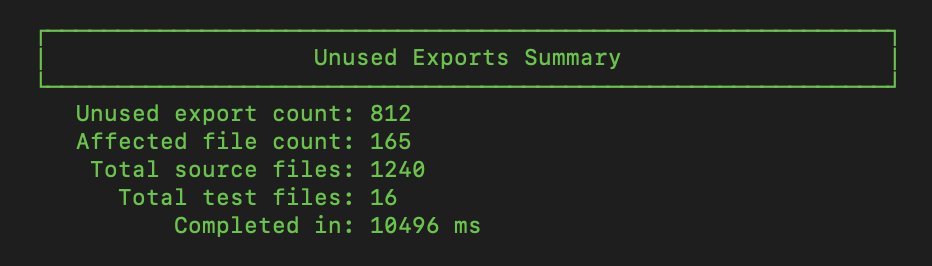 Unused Exports Summary
Unused export count: 812
Affected file count: 165
Total source files: 1240
Total test files: 16
Completed in: 10496 ms